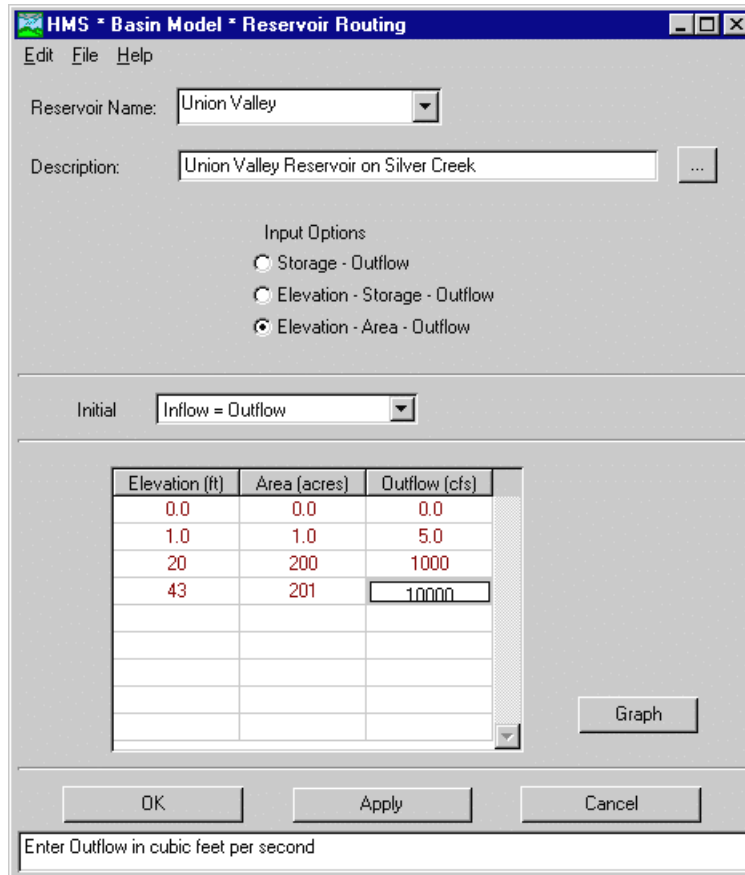 HMS * Basin Model * Reservoir Routing
Edit File Help
Reservoir Name: Union Valley
Description: Union Valley Reservoir on Silver Creek ...
Input Options
Storage - Outflow
Elevation - Storage - Outflow
Elevation - Area - Outflow
Initial Inflow = Outflow
Elevation (ft) Area (acres) Outflow (cfs)
0.0 0.0 0.0
1.0 1.0 5.0
20 200 1000
43 201 10000
Graph
OK Apply Cancel
Enter Outflow in cubic feet per second